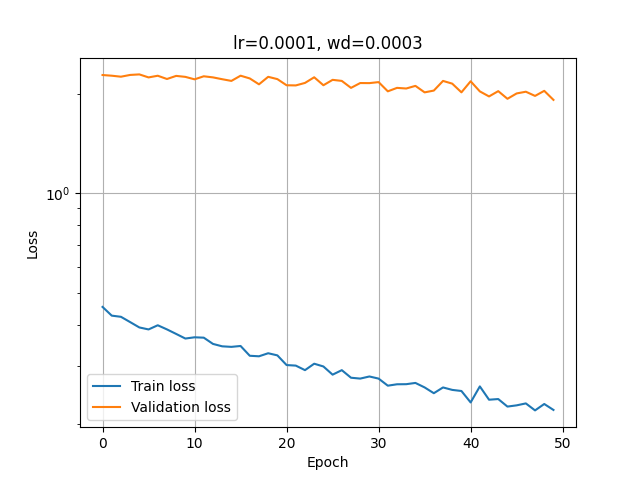 lr=0.0001, wd=0.0003
Loss
10⁰
Train loss
Validation loss
0 10 20 30 40 50
Epoch